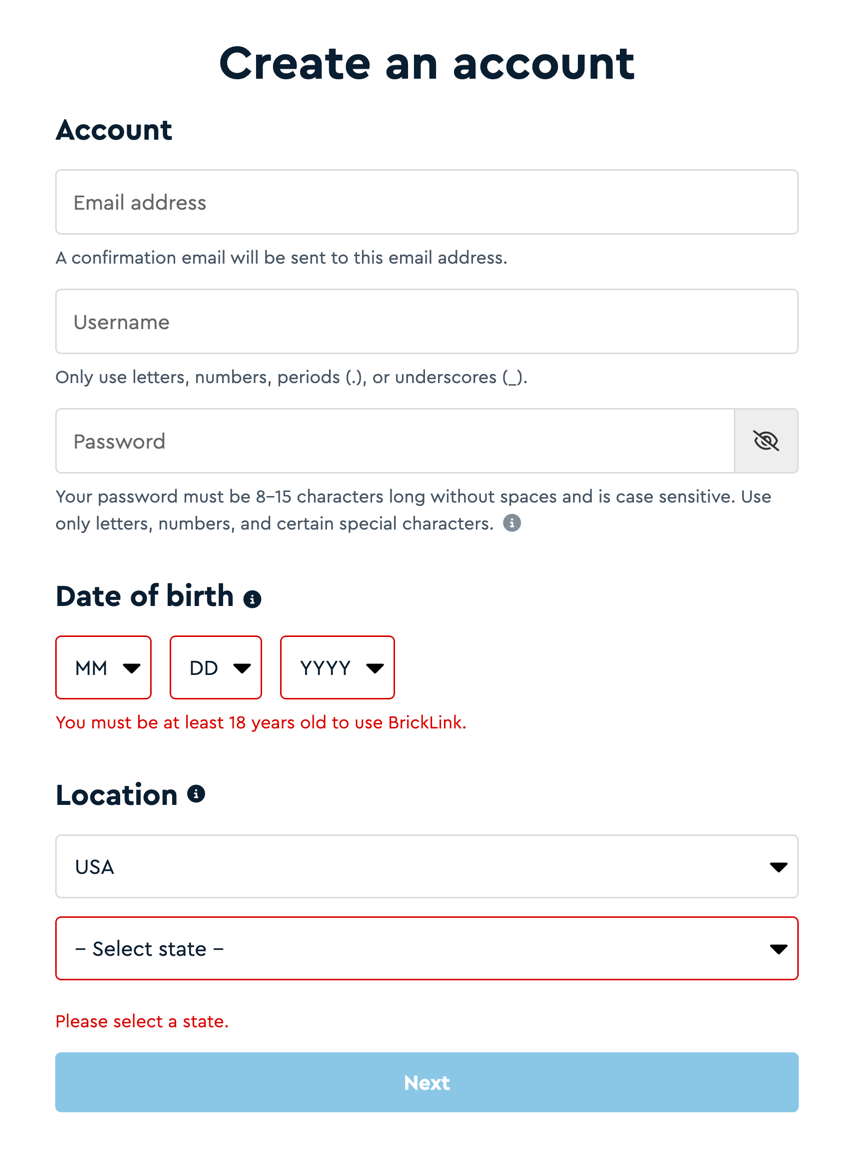 Create an account
Account
Email address
A confirmation email will be sent to this email address.
Username
Only use letters, numbers, periods (.), or underscores (_).
Password
Your password must be 8–15 characters long without spaces and is case sensitive. Use
only letters, numbers, and certain special characters.
Date of birth
MM DD YYYY
You must be at least 18 years old to use BrickLink.
Location
USA
– Select state –
Please select a state.
Next